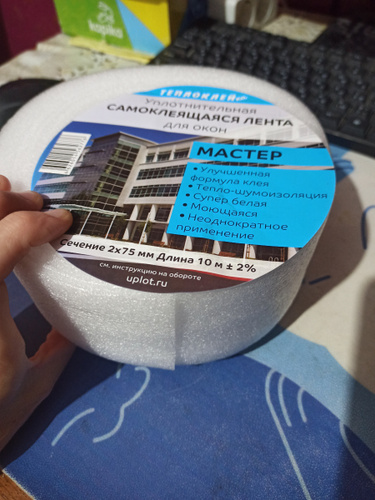 kapika
ТЕПЛОКЛЕЙ
Уплотнительная
САМОКЛЕЯЩАЯСЯ ЛЕНТА
для окон
МАСТЕР
• Улучшенная
формула клея
• Тепло-шумоизоляция
• Супер белая
• Моющаяся
• Неоднократное
применение
Сечение 2х75 мм Длина 10 м ± 2%
см. инструкцию на обороте
uplot.ru